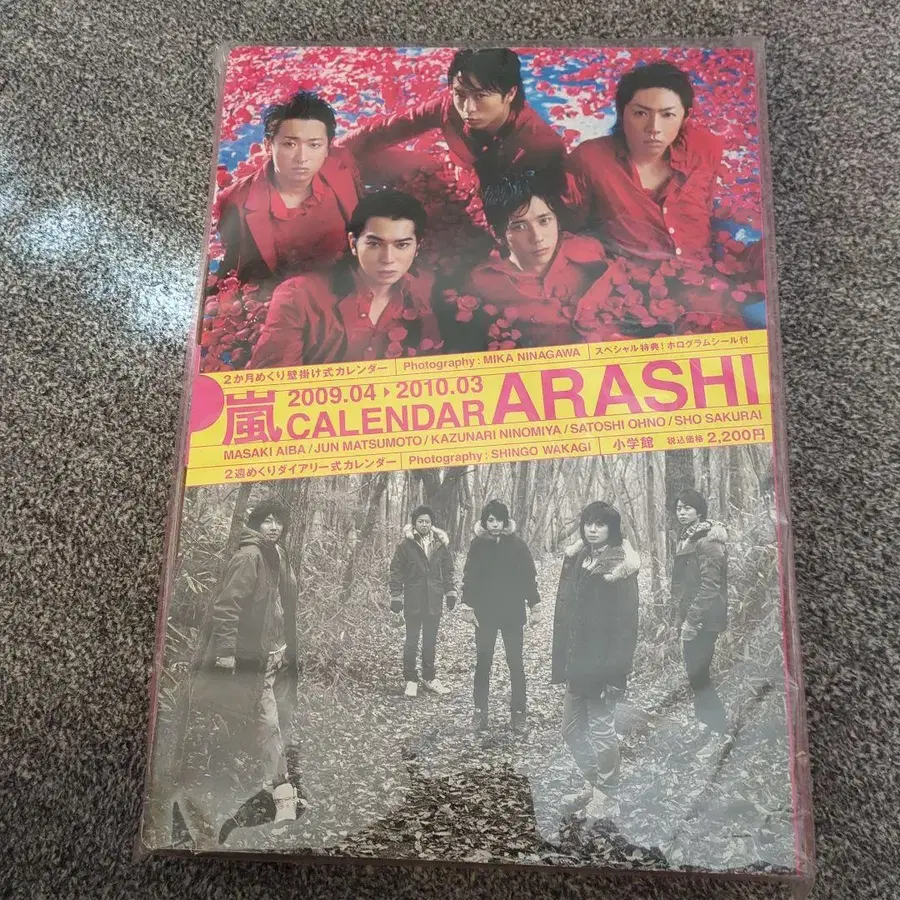 2か月めくり壁掛け式カレンダー Photography : MIKA NINAGAWA スペシャル特典!ホログラムシール付
嵐 2009.04 ▸ 2010.03
CALENDAR ARASHI
MASAKI AIBA / JUN MATSUMOTO / KAZUNARI NINOMIYA / SATOSHI OHNO / SHO SAKURAI
2週めくりダイアリー式カレンダー Photography : SHINGO WAKAGI 小学館 税込価格 2,200円